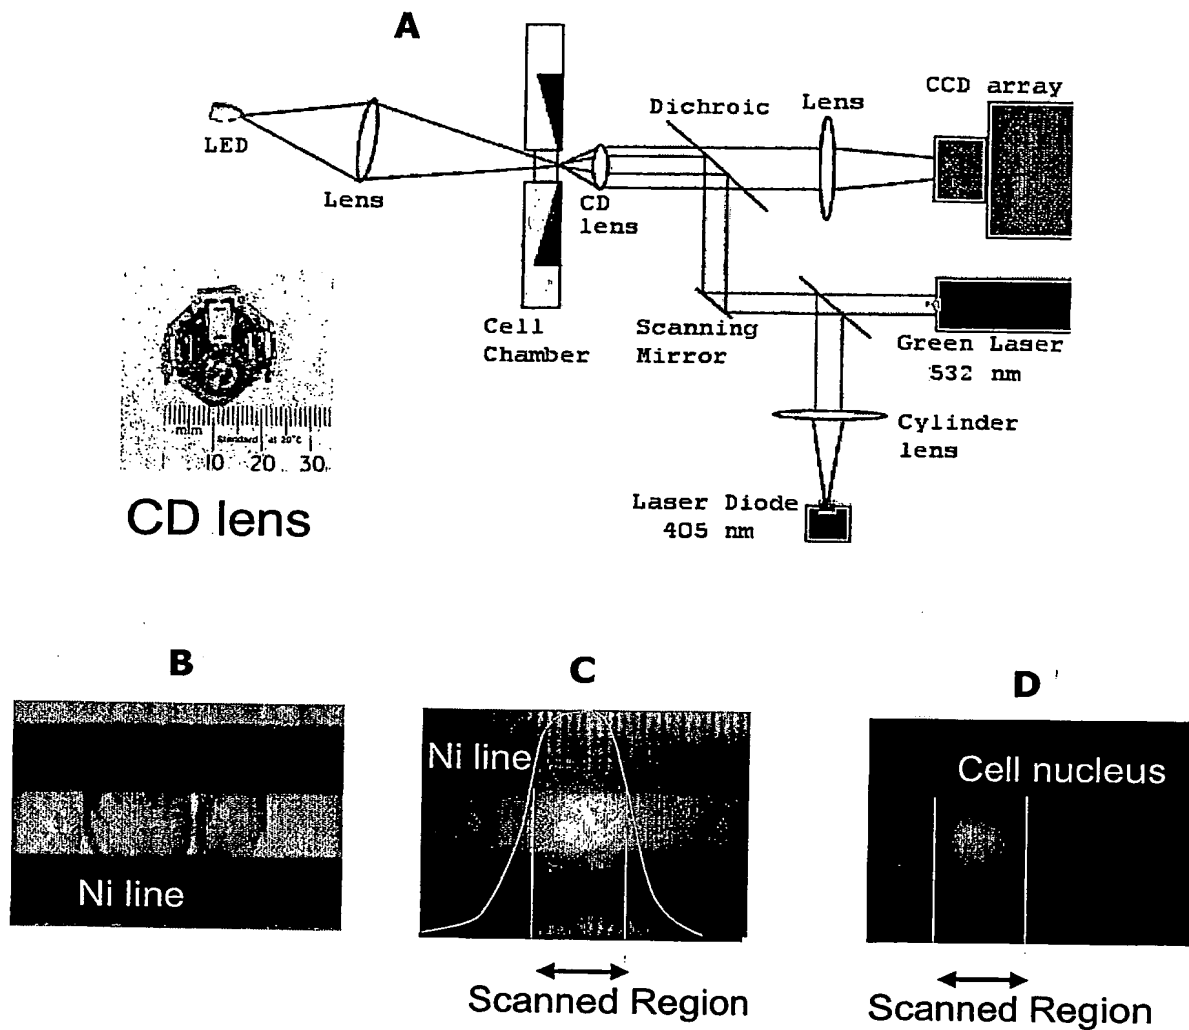 A
LED
Lens
Cell
Chamber
CD
lens
Dichroic
Lens
CCD array
Scanning
Mirror
Green Laser
532 nm
Cylinder
lens
Laser Diode
405 nm
mm
Standard at 20°C
10 20 30
CD lens
B
Ni line
C
Ni line
Scanned Region
D
Cell nucleus
Scanned Region